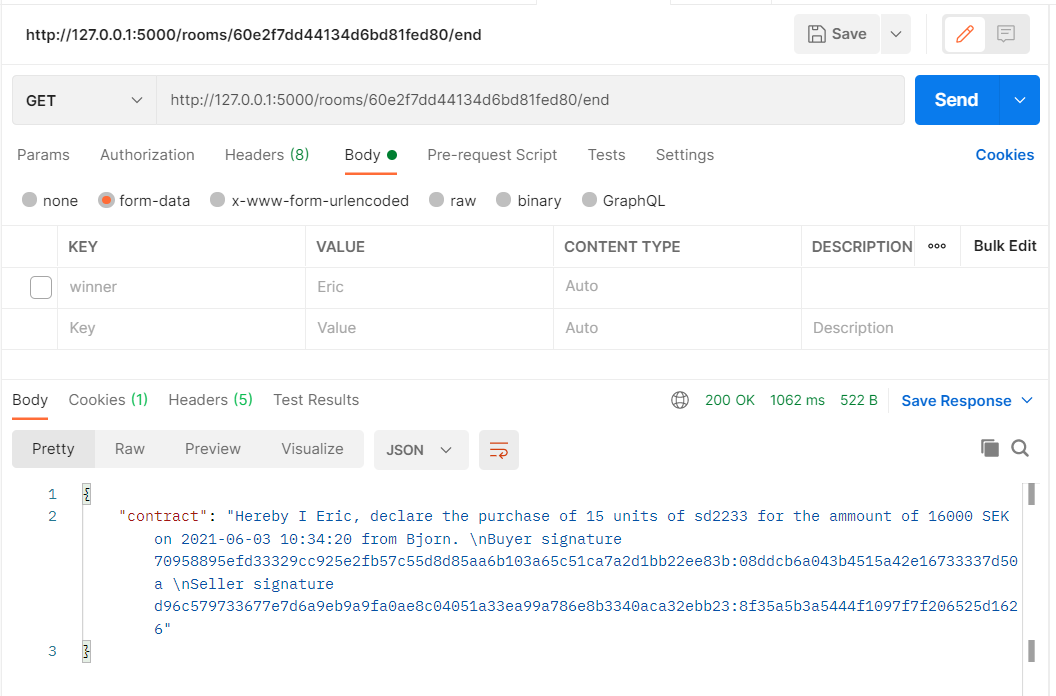 http://127.0.0.1:5000/rooms/60e2f7dd44134d6bd81fed80/end
Save
GET
http://127.0.0.1:5000/rooms/60e2f7dd44134d6bd81fed80/end
Send
Params Authorization Headers (8) Body Pre-request Script Tests Settings Cookies
none form-data x-www-form-urlencoded raw binary GraphQL
KEY VALUE CONTENT TYPE DESCRIPTION Bulk Edit
winner Eric Auto
Key Value Auto Description
Body Cookies (1) Headers (5) Test Results 200 OK 1062 ms 522 B Save Response
Pretty Raw Preview Visualize JSON
1 {
2 "contract": "Hereby I Eric, declare the purchase of 15 units of sd2233 for the ammount of 16000 SEK
on 2021-06-03 10:34:20 from Bjorn. \nBuyer signature
70958895efd33329cc925e2fb57c55d8d85aa6b103a65c51ca7a2d1bb22ee83b:08ddcb6a043b4515a42e16733337d50
a \nSeller signature
d96c579733677e7d6a9eb9a9fa0ae8c04051a33ea99a786e8b3340aca32ebb23:8f35a5b3a5444f1097f7f206525d162
6"
3 }